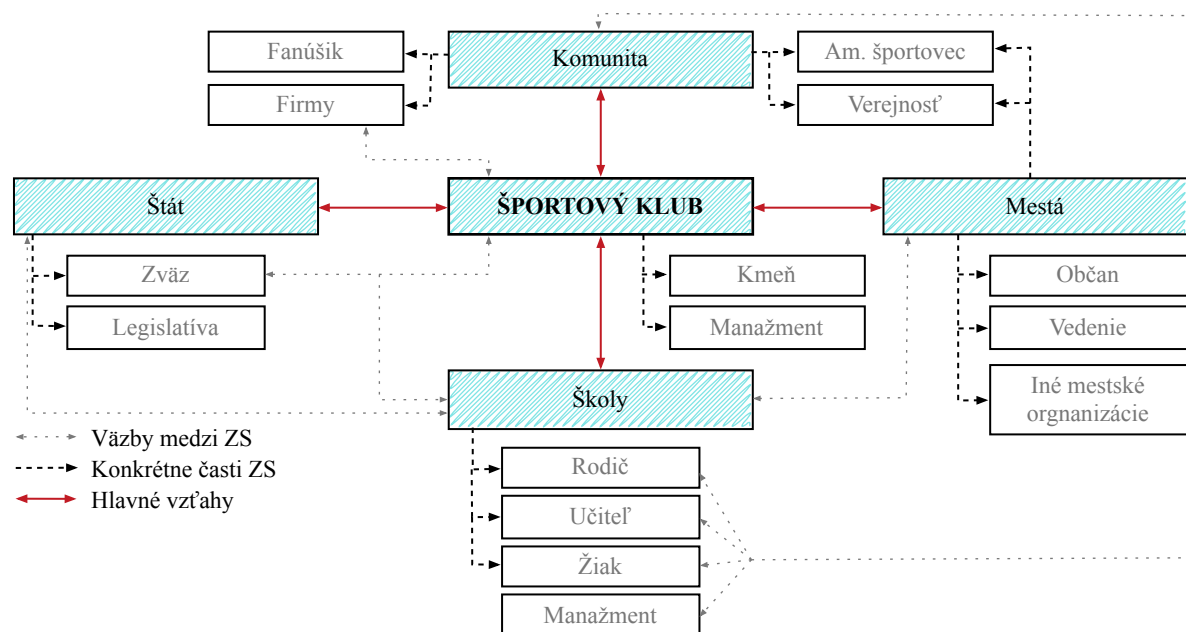 Komunita
Fanúšik
Firmy
Am. športovec
Verejnosť
Štát
ŠPORTOVÝ KLUB
Mestá
Zväz
Legislatíva
Kmeň
Manažment
Občan
Vedenie
Iné mestské
orgnanizácie
Školy
Väzby medzi ZS
Konkrétne časti ZS
Hlavné vzťahy
Rodič
Učiteľ
Žiak
Manažment